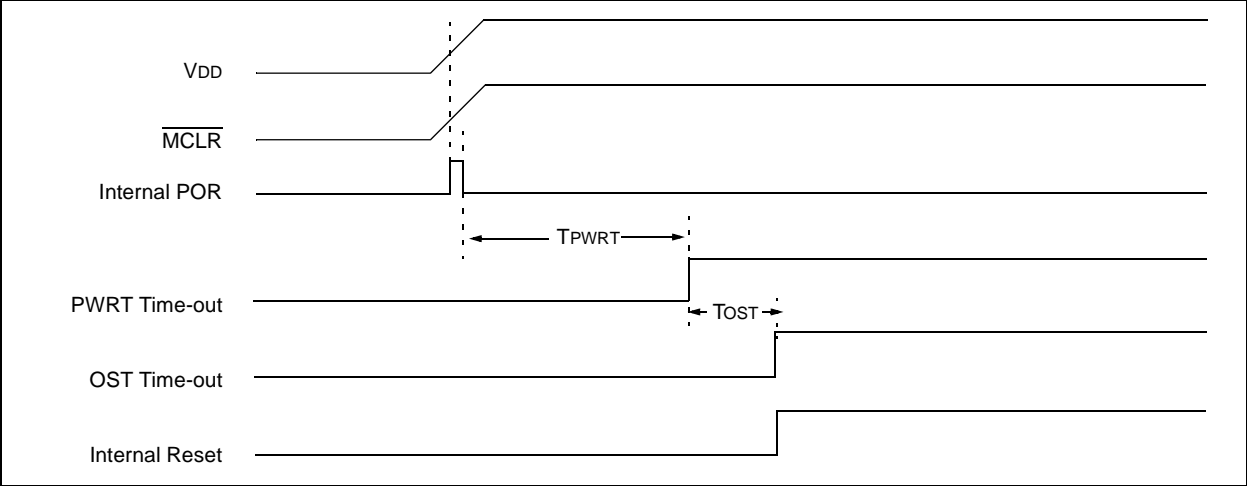 VDD
MCLR
Internal POR
TPWRT
PWRT Time-out
TOST
OST Time-out
Internal Reset